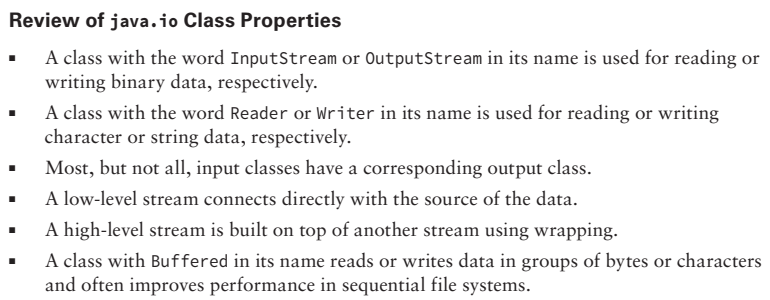 Review of java.io Class Properties
▪ A class with the word InputStream or OutputStream in its name is used for reading or
writing binary data, respectively.
▪ A class with the word Reader or Writer in its name is used for reading or writing
character or string data, respectively.
▪ Most, but not all, input classes have a corresponding output class.
▪ A low-level stream connects directly with the source of the data.
▪ A high-level stream is built on top of another stream using wrapping.
▪ A class with Buffered in its name reads or writes data in groups of bytes or characters
and often improves performance in sequential file systems.